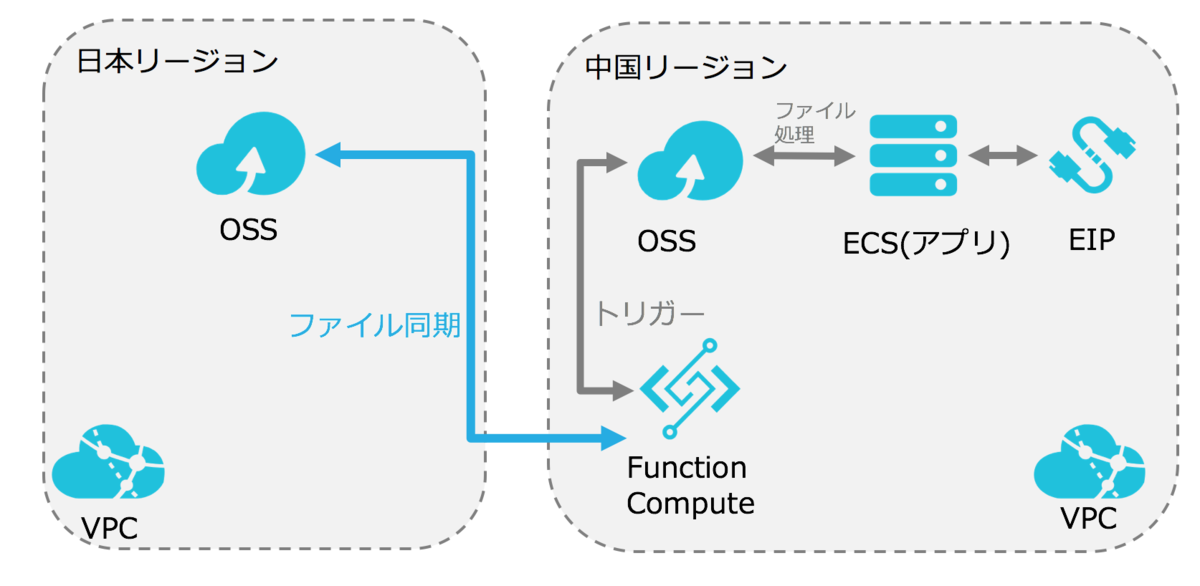 日本リージョン
OSS
ファイル同期
VPC
中国リージョン
ファイル
処理
OSS
ECS(アプリ)
EIP
トリガー
Function
Compute
VPC